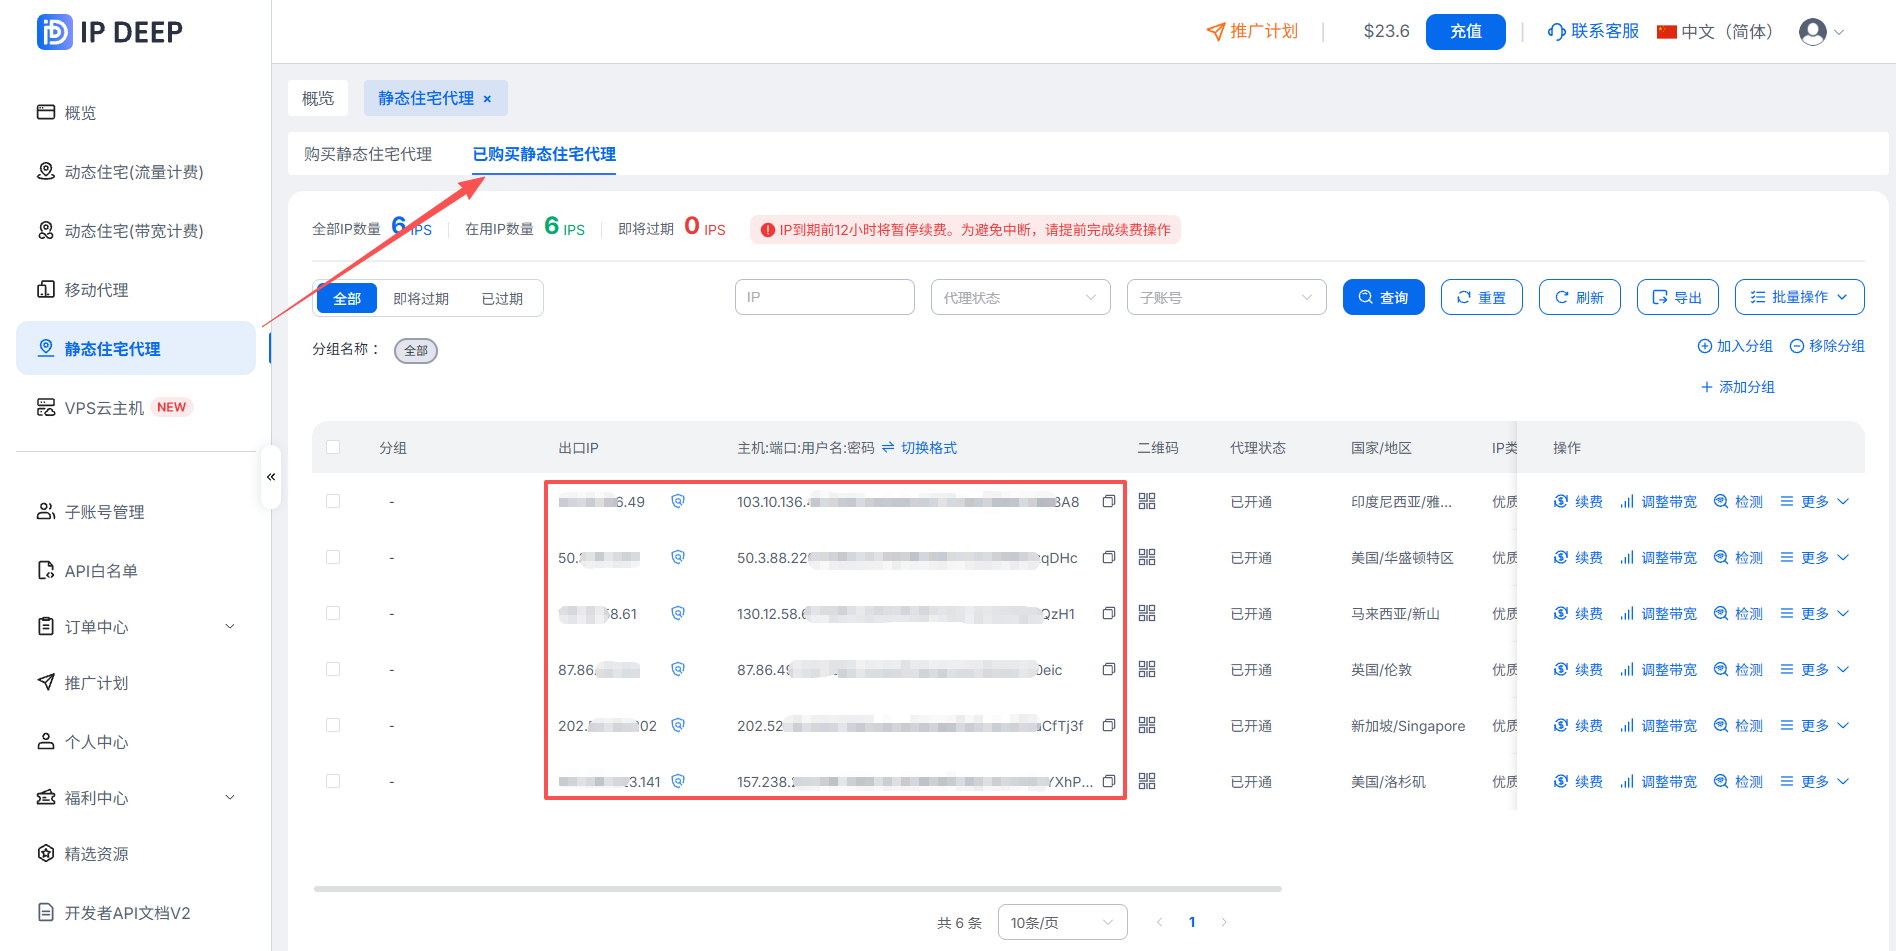 IP DEEP
推广计划
$23.6
充值
联系客服
中文（简体）
概览
动态住宅(流量计费)
动态住宅(带宽计费)
移动代理
静态住宅代理
VPS云主机 NEW
子账号管理
API白名单
订单中心
推广计划
个人中心
福利中心
精选资源
开发者API文档V2
概览
静态住宅代理 ×
购买静态住宅代理
已购买静态住宅代理
全部IP数量 6 IPS
在用IP数量 6 IPS
即将过期 0 IPS
IP到期前12小时将暂停续费。为避免中断，请提前完成续费操作
全部 即将过期 已过期
IP
代理状态
子账号
查询
重置
刷新
导出
批量操作
分组名称： 全部
加入分组 移除分组
添加分组
分组 出口IP 主机:端口:用户名:密码 切换格式 二维码 代理状态 国家/地区 IP类 操作
- 6.49 103.10.136. 3A8 已开通 印度尼西亚/雅... 优质 续费 调整带宽 检测 更多
- 50. 50.3.88.22 qDHc 已开通 美国/华盛顿特区 优质 续费 调整带宽 检测 更多
- 58.61 130.12.58. QzH1 已开通 马来西亚/新山 优质 续费 调整带宽 检测 更多
- 87.86. 87.86.49 0eic 已开通 英国/伦敦 优质 续费 调整带宽 检测 更多
- 202. 02 202.52 CfTj3f 已开通 新加坡/Singapore 优质 续费 调整带宽 检测 更多
- 3.141 157.238. YXhP... 已开通 美国/洛杉矶 优质 续费 调整带宽 检测 更多
共 6 条 10条/页 1